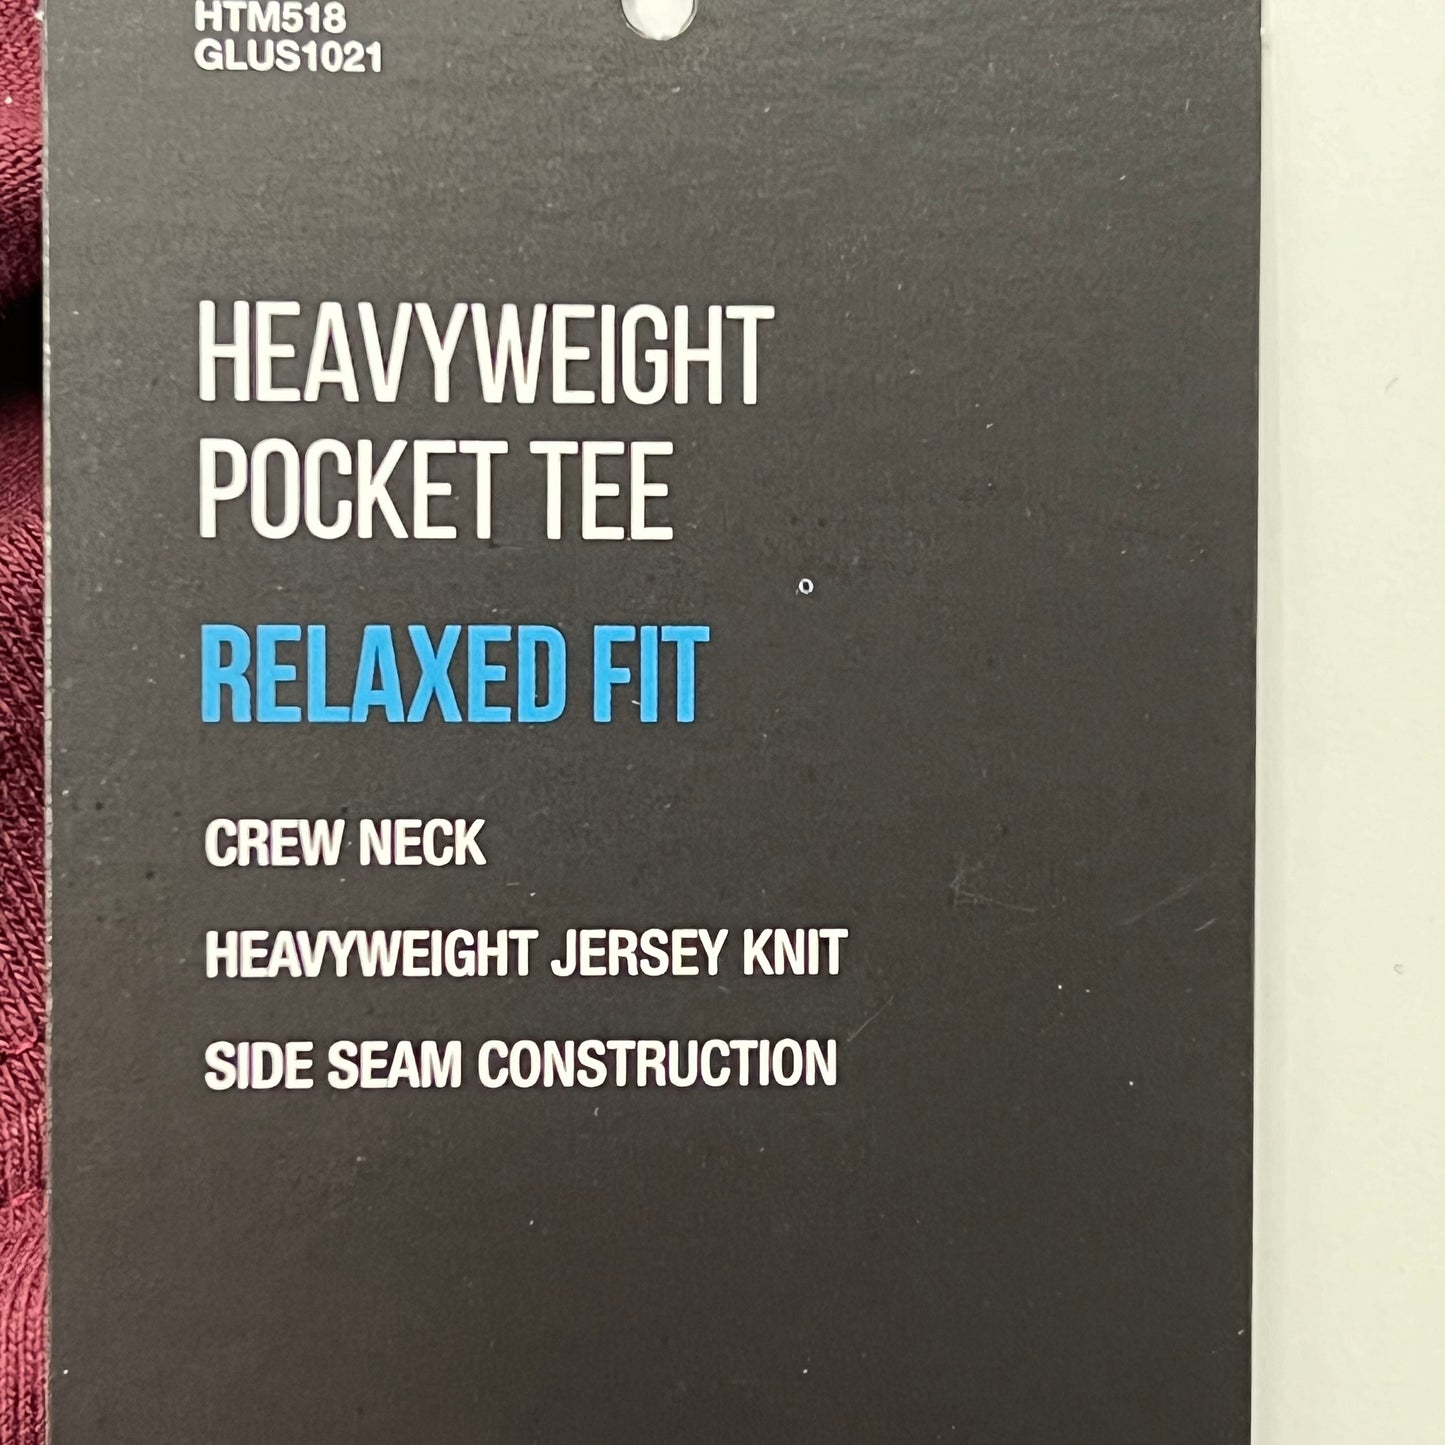 HTM518
GLUS1021
HEAVYWEIGHT
POCKET TEE
RELAXED FIT
CREW NECK
HEAVYWEIGHT JERSEY KNIT
SIDE SEAM CONSTRUCTION